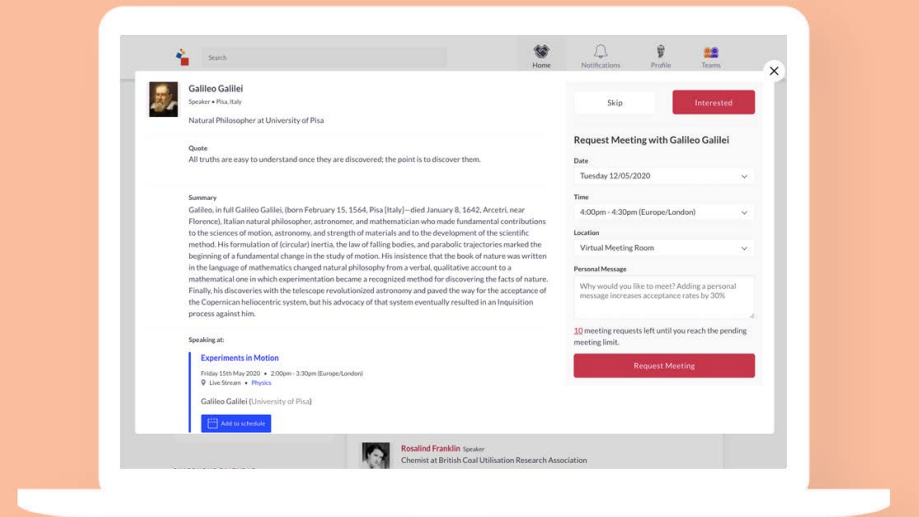 Search
Home
Notifications
Profile
Teams
Galileo Galilei
Speaker • Pisa, Italy
Natural Philosopher at University of Pisa
Quote
All truths are easy to understand once they are discovered; the point is to discover them.
Summary
Galileo, in full Galileo Galilei, (born February 15, 1564, Pisa [Italy]—died January 8, 1642, Arcetri, near
Florence), Italian natural philosopher, astronomer, and mathematician who made fundamental contributions
to the sciences of motion, astronomy, and strength of materials and to the development of the scientific
method. His formulation of (circular) inertia, the law of falling bodies, and parabolic trajectories marked the
beginning of a fundamental change in the study of motion. His insistence that the book of nature was written
in the language of mathematics changed natural philosophy from a verbal, qualitative account to a
mathematical one in which experimentation became a recognized method for discovering the facts of nature.
Finally, his discoveries with the telescope revolutionized astronomy and paved the way for the acceptance of
the Copernican heliocentric system, but his advocacy of that system eventually resulted in an Inquisition
process against him.
Speaking at:
Experiments in Motion
Friday 15th May 2020 • 2:00pm - 3:30pm (Europe/London)
Live Stream • Physics
Galileo Galilei (University of Pisa)
Add to schedule
Skip
Interested
Request Meeting with Galileo Galilei
Date
Tuesday 12/05/2020
Time
4:00pm - 4:30pm (Europe/London)
Location
Virtual Meeting Room
Personal Message
Why would you like to meet? Adding a personal
message increases acceptance rates by 30%
10 meeting requests left until you reach the pending
meeting limit.
Request Meeting
Rosalind Franklin Speaker
Chemist at British Coal Utilisation Research Association